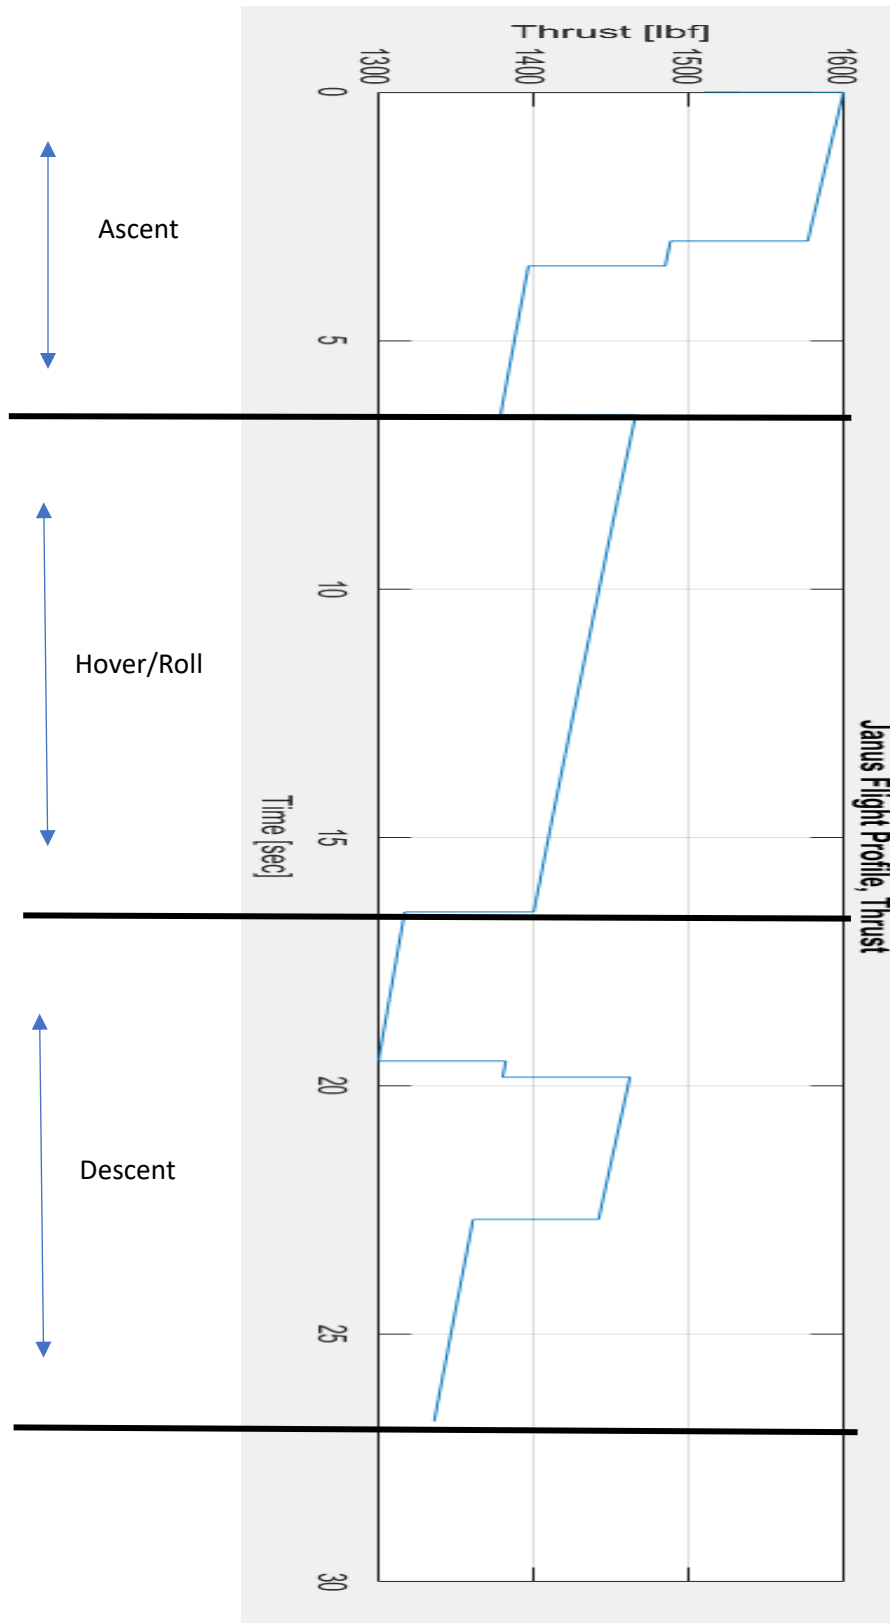 Janus Flight Profile, Thrust
Thrust [lbf]
1300
1400
1500
1600
0
5
10
15
20
25
30
Time [sec]
Ascent
Hover/Roll
Descent